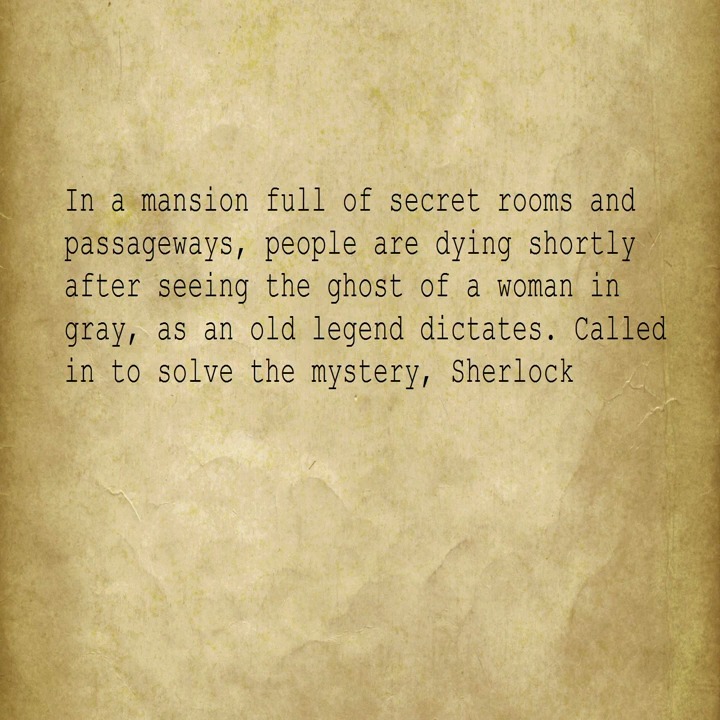 In a mansion full of secret rooms and
passageways, people are dying shortly
after seeing the ghost of a woman in
gray, as an old legend dictates. Called
in to solve the mystery, Sherlock